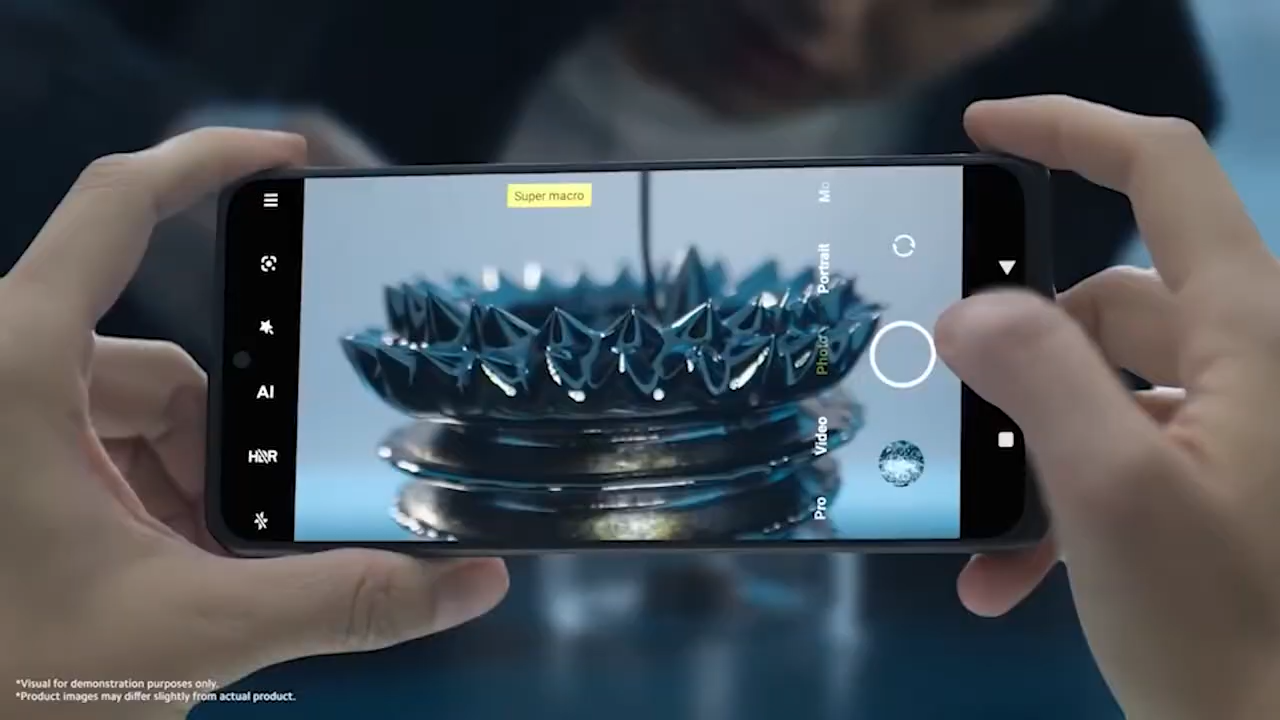 Super macro
AI
HDR
Mo
Portrait
Photo
Video
Pro
*Visual for demonstration purposes only.
*Product images may differ slightly from actual product.